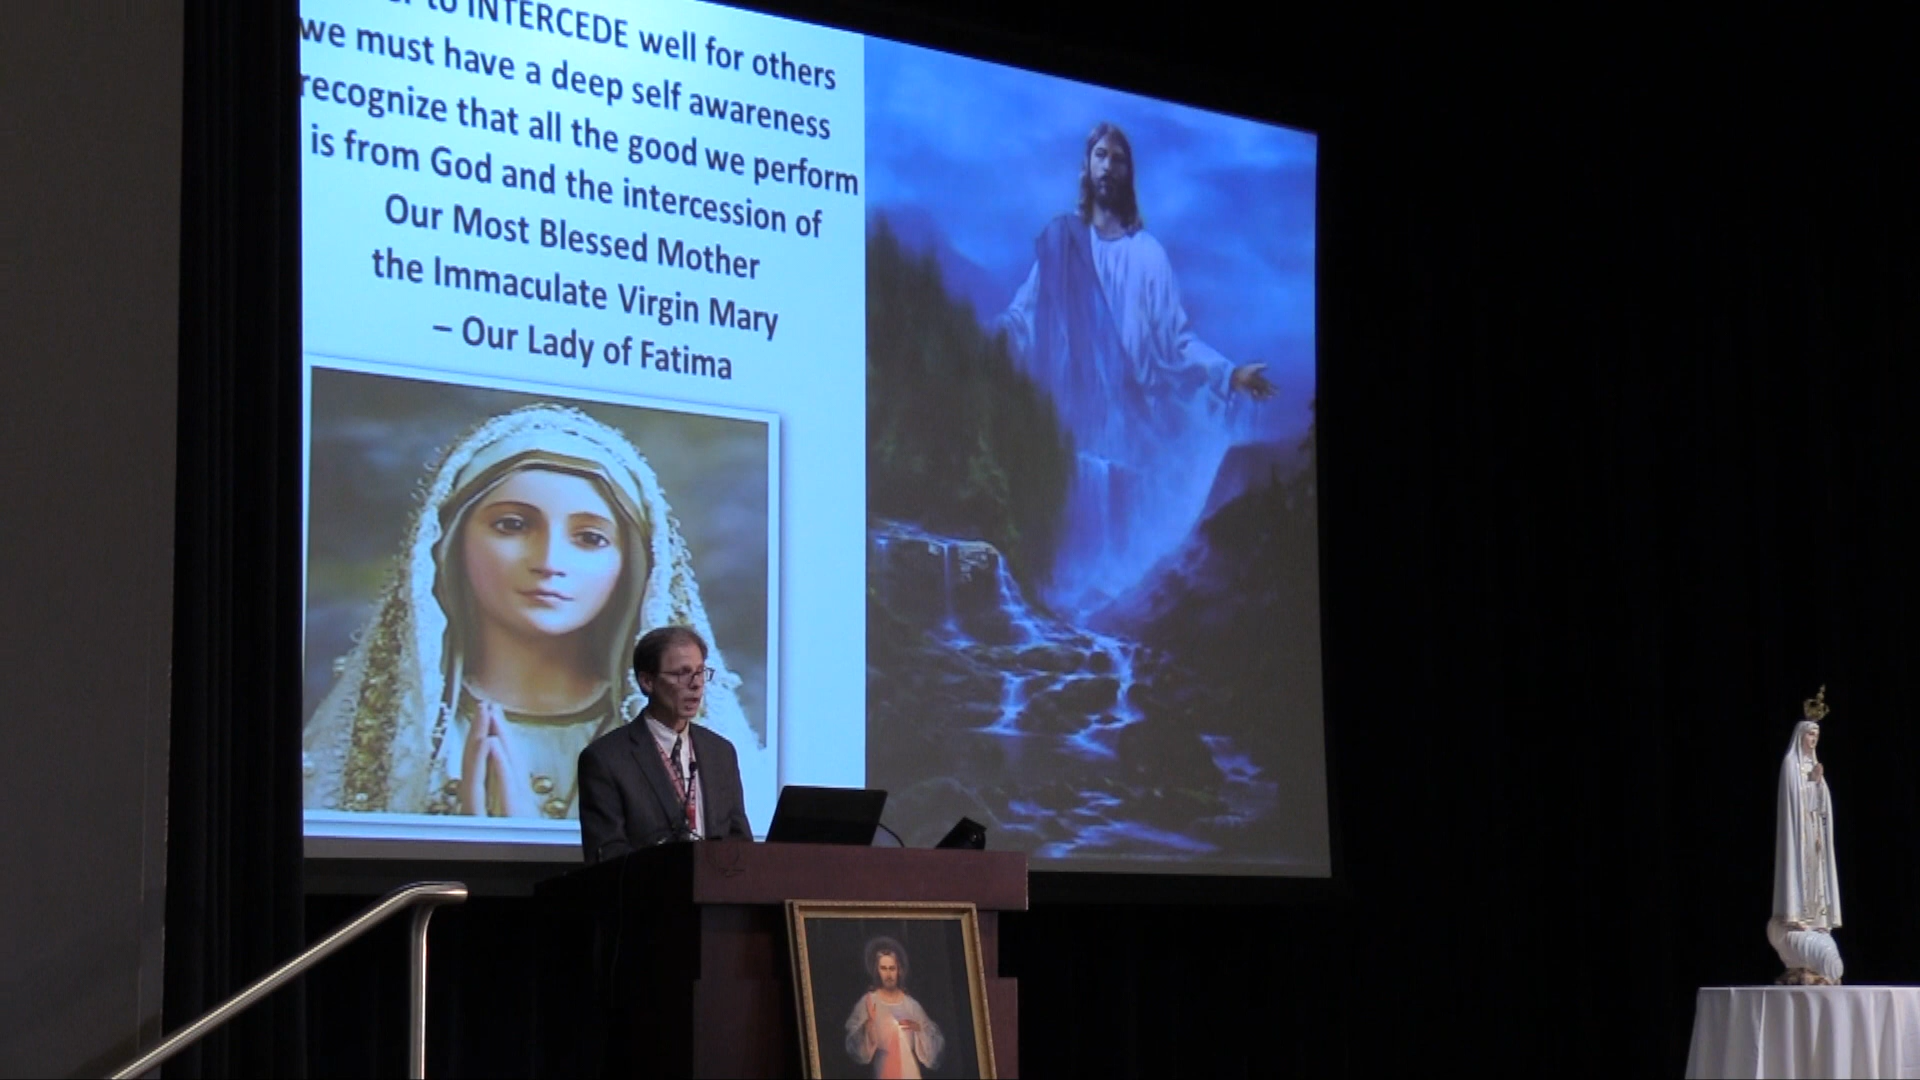 to INTERCEDE well for others
we must have a deep self awareness
recognize that all the good we perform
is from God and the intercession of
Our Most Blessed Mother
the Immaculate Virgin Mary
– Our Lady of Fatima